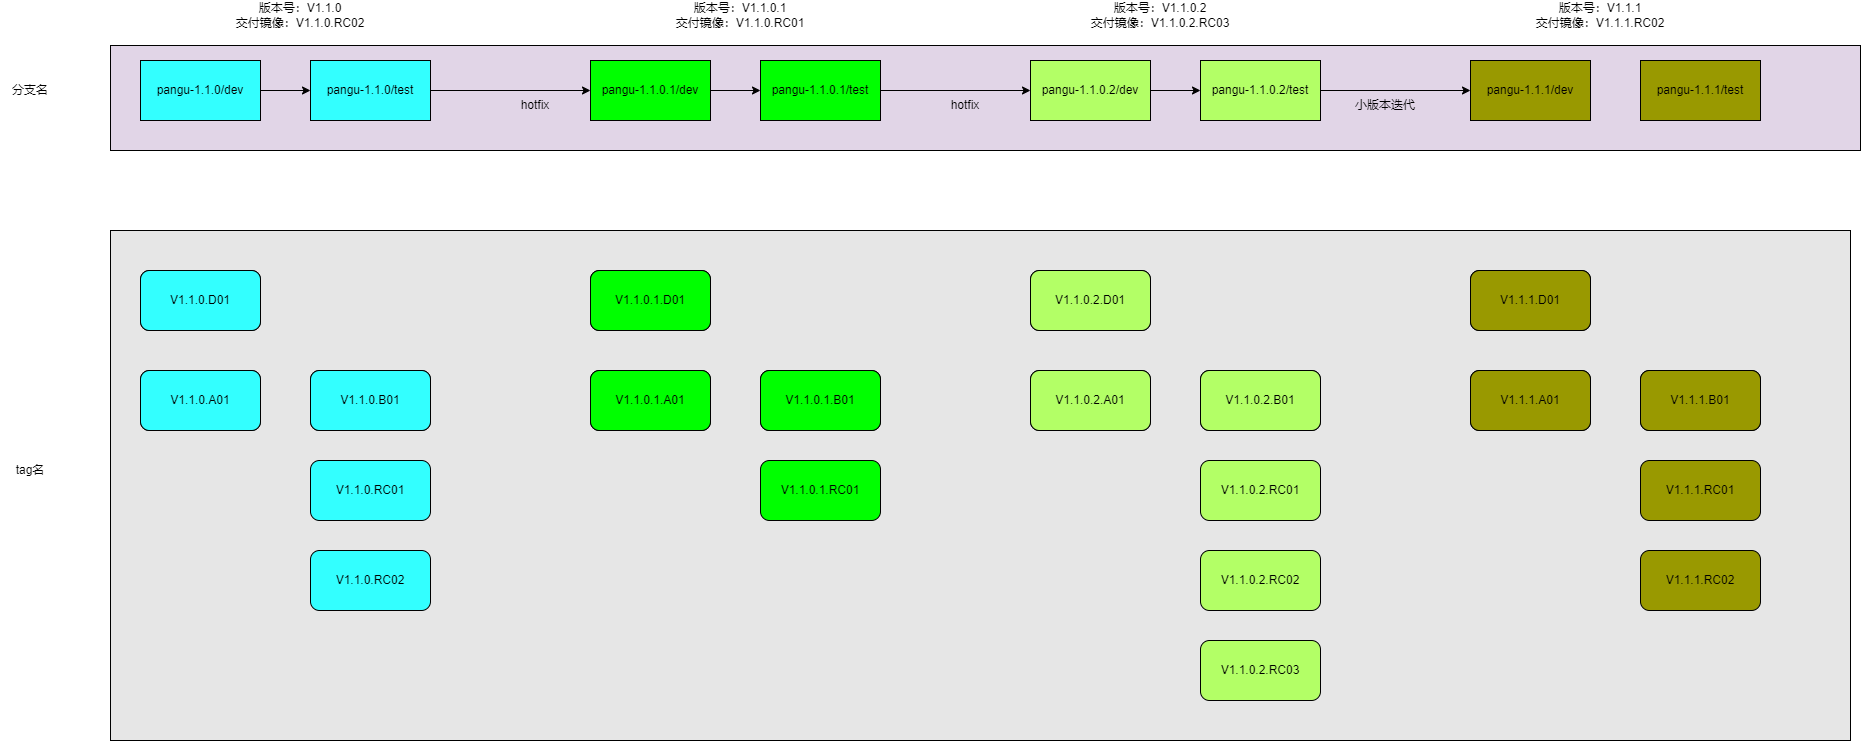 版本号：V1.1.0
交付镜像：V1.1.0.RC02
版本号：V1.1.0.1
交付镜像：V1.1.0.RC01
版本号：V1.1.0.2
交付镜像：V1.1.0.2.RC03
版本号：V1.1.1
交付镜像：V1.1.1.RC02
分支名
pangu-1.1.0/dev
pangu-1.1.0/test
hotfix
pangu-1.1.0.1/dev
pangu-1.1.0.1/test
hotfix
pangu-1.1.0.2/dev
pangu-1.1.0.2/test
小版本迭代
pangu-1.1.1/dev
pangu-1.1.1/test
V1.1.0.D01
V1.1.0.1.D01
V1.1.0.2.D01
V1.1.1.D01
V1.1.0.A01
V1.1.0.B01
V1.1.0.1.A01
V1.1.0.1.B01
V1.1.0.2.A01
V1.1.0.2.B01
V1.1.1.A01
V1.1.1.B01
tag名
V1.1.0.RC01
V1.1.0.1.RC01
V1.1.0.2.RC01
V1.1.1.RC01
V1.1.0.RC02
V1.1.0.2.RC02
V1.1.1.RC02
V1.1.0.2.RC03